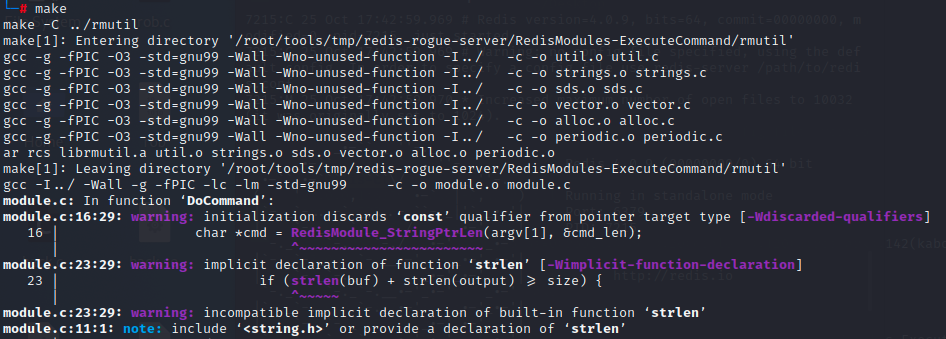 └─# make
make -C ../rmutil
make[1]: Entering directory '/root/tools/tmp/redis-rogue-server/RedisModules-ExecuteCommand/rmutil'
gcc -g -fPIC -O3 -std=gnu99 -Wall -Wno-unused-function -I../   -c -o util.o util.c
gcc -g -fPIC -O3 -std=gnu99 -Wall -Wno-unused-function -I../   -c -o strings.o strings.c
gcc -g -fPIC -O3 -std=gnu99 -Wall -Wno-unused-function -I../   -c -o sds.o sds.c
gcc -g -fPIC -O3 -std=gnu99 -Wall -Wno-unused-function -I../   -c -o vector.o vector.c
gcc -g -fPIC -O3 -std=gnu99 -Wall -Wno-unused-function -I../   -c -o alloc.o alloc.c
gcc -g -fPIC -O3 -std=gnu99 -Wall -Wno-unused-function -I../   -c -o periodic.o periodic.c
ar rcs librmutil.a util.o strings.o sds.o vector.o alloc.o periodic.o
make[1]: Leaving directory '/root/tools/tmp/redis-rogue-server/RedisModules-ExecuteCommand/rmutil'
gcc -I../ -Wall -g -fPIC -lc -lm -std=gnu99     -c -o module.o module.c
module.c: In function ‘DoCommand’:
module.c:16:29: warning: initialization discards ‘const’ qualifier from pointer target type [-Wdiscarded-qualifiers]
   16 |                 char *cmd = RedisModule_StringPtrLen(argv[1], &cmd_len);
      |                             ^~~~~~~~~~~~~~~~~~~~~~~~
module.c:23:29: warning: implicit declaration of function ‘strlen’ [-Wimplicit-function-declaration]
   23 |                         if (strlen(buf) + strlen(output) ⩾ size) {
      |                             ^~~~~~
module.c:23:29: warning: incompatible implicit declaration of built-in function ‘strlen’
module.c:11:1: note: include ‘<string.h>’ or provide a declaration of ‘strlen’